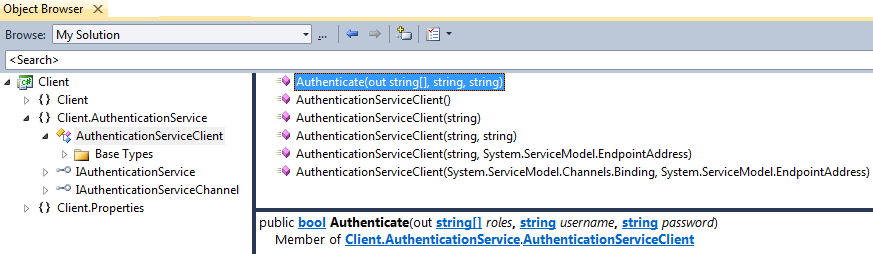 Object Browser
Browse: My Solution ...
<Search>
Client
{} Client
{} Client.AuthenticationService
AuthenticationServiceClient
Base Types
IAuthenticationService
IAuthenticationServiceChannel
{} Client.Properties
Authenticate(out string[], string, string)
AuthenticationServiceClient()
AuthenticationServiceClient(string)
AuthenticationServiceClient(string, string)
AuthenticationServiceClient(string, System.ServiceModel.EndpointAddress)
AuthenticationServiceClient(System.ServiceModel.Channels.Binding, System.ServiceModel.EndpointAddress)
public bool Authenticate(out string[] roles, string username, string password)
Member of Client.AuthenticationService.AuthenticationServiceClient